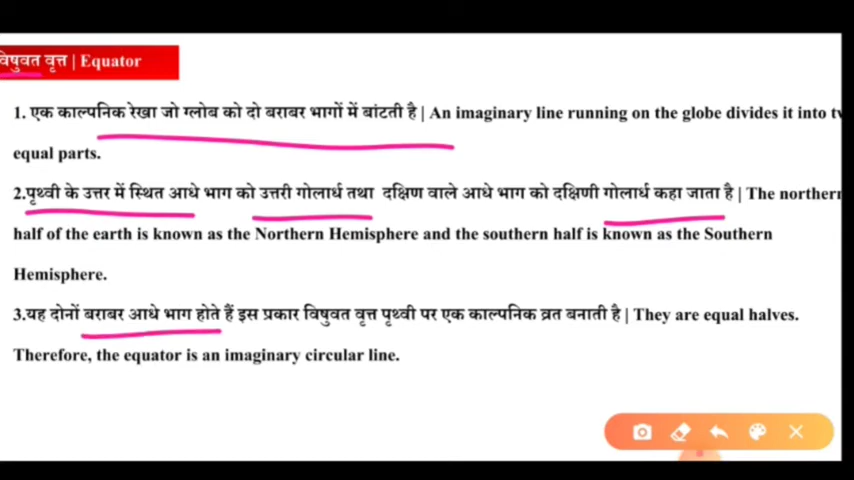 विषुवत वृत्त | Equator
1. एक काल्पनिक रेखा जो ग्लोब को दो बराबर भागों में बांटती है | An imaginary line running on the globe divides it into
equal parts.
2.पृथ्वी के उत्तर में स्थित आधे भाग को उत्तरी गोलार्ध तथा दक्षिण वाले आधे भाग को दक्षिणी गोलार्ध कहा जाता है | The northern
half of the earth is known as the Northern Hemisphere and the southern half is known as the Southern
Hemisphere.
3.यह दोनों बराबर आधे भाग होते हैं इस प्रकार विषुवत वृत्त पृथ्वी पर एक काल्पनिक व्रत बनाती है | They are equal halves.
Therefore, the equator is an imaginary circular line.